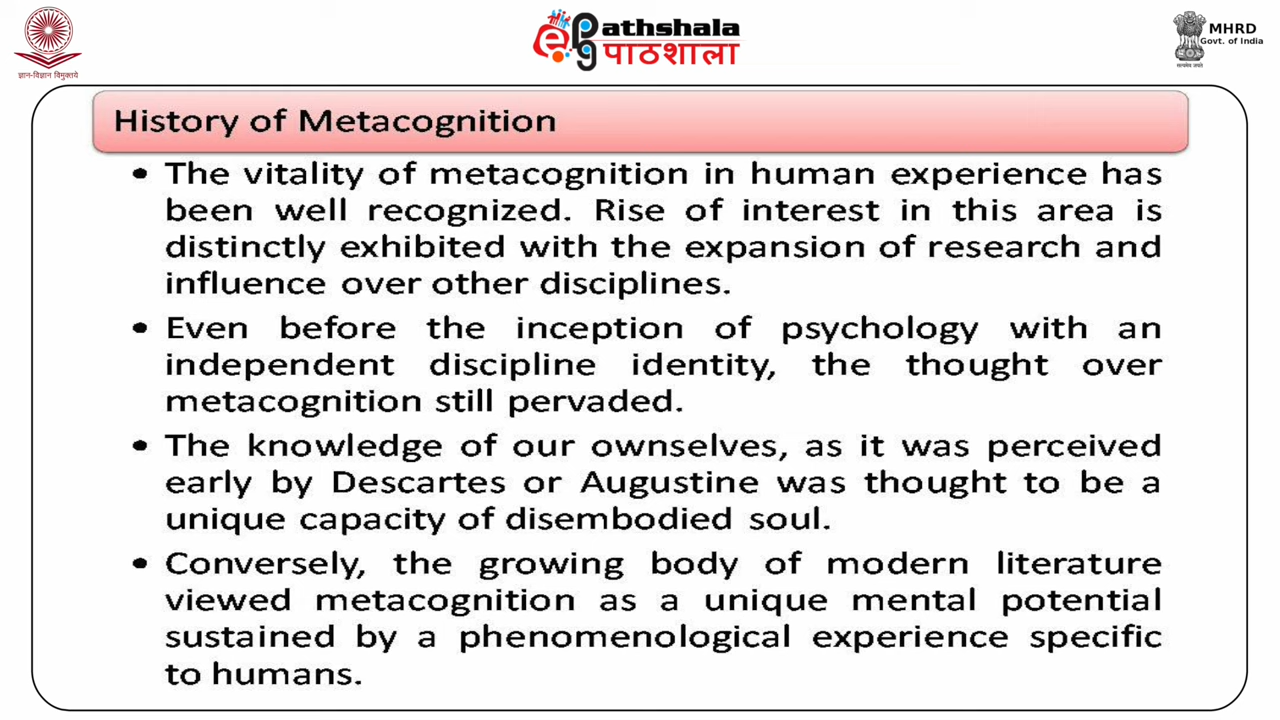 ज्ञान-विज्ञान विमुक्तये
Pathshala
पाठशाला
MHRD
Govt. of India
सत्यमेव जयते
History of Metacognition
• The vitality of metacognition in human experience has
been well recognized. Rise of interest in this area is
distinctly exhibited with the expansion of research and
influence over other disciplines.
• Even before the inception of psychology with an
independent discipline identity, the thought over
metacognition still pervaded.
• The knowledge of our ownselves, as it was perceived
early by Descartes or Augustine was thought to be a
unique capacity of disembodied soul.
• Conversely, the growing body of modern literature
viewed metacognition as a unique mental potential
sustained by a phenomenological experience specific
to humans.